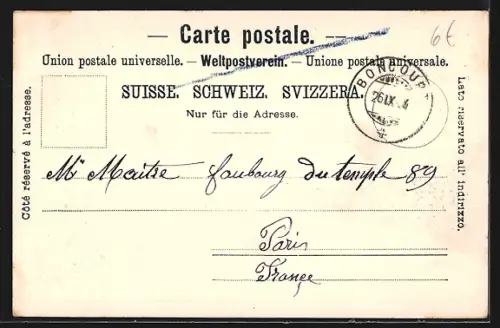 6€
— Carte postale. —
Union postale universelle. — Weltpostverein. — Unione postale universale.
SUISSE. SCHWEIZ. SVIZZERA.
Nur für die Adresse.
BONCOURT
26 IX
Côté réservé à l'adresse.
Lato riservato all' indirizzo.
Mr Maitre faubourg du temple 89
Paris
France